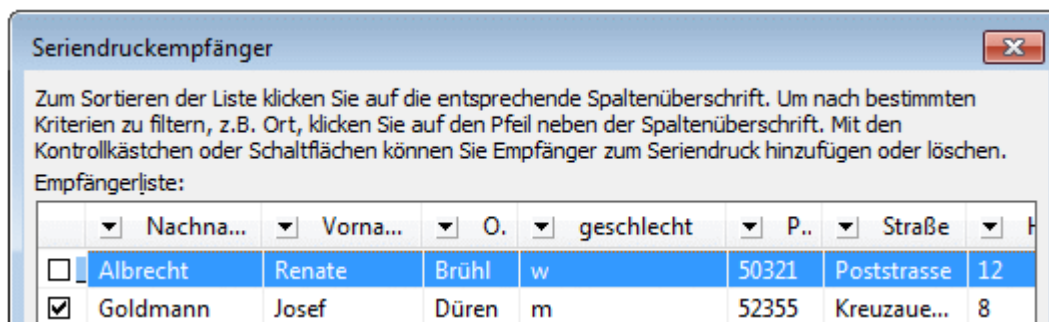 Seriendruckempfänger
Zum Sortieren der Liste klicken Sie auf die entsprechende Spaltenüberschrift. Um nach bestimmten
Kriterien zu filtern, z.B. Ort, klicken Sie auf den Pfeil neben der Spaltenüberschrift. Mit den
Kontrollkästchen oder Schaltflächen können Sie Empfänger zum Seriendruck hinzufügen oder löschen.
Empfängerliste:
Nachna... Vorna... O. geschlecht P.. Straße H
Albrecht Renate Brühl w 50321 Poststrasse 12
Goldmann Josef Düren m 52355 Kreuzaue... 8